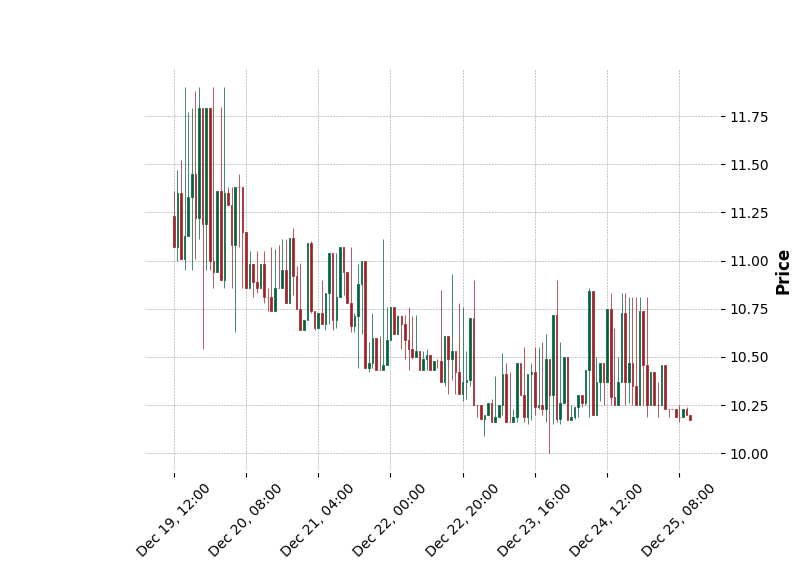 11.75
11.50
11.25
11.00
10.75
10.50
10.25
10.00
Price
Dec 19, 12:00
Dec 20, 08:00
Dec 21, 04:00
Dec 22, 00:00
Dec 22, 20:00
Dec 23, 16:00
Dec 24, 12:00
Dec 25, 08:00